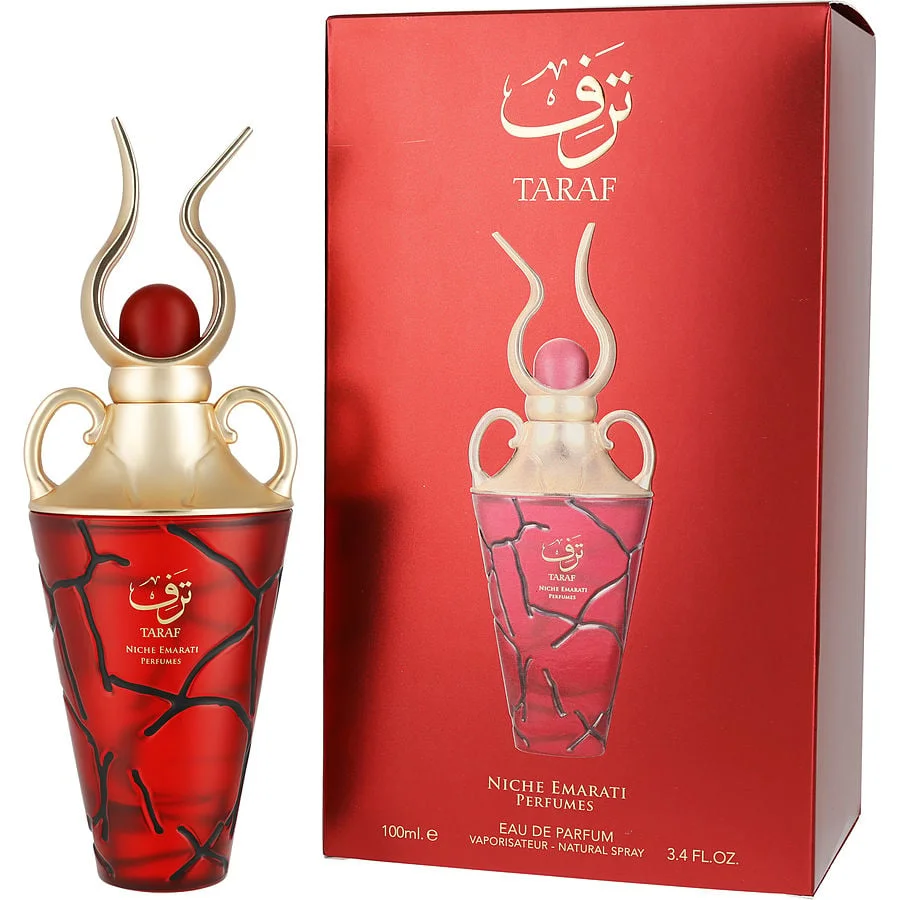 ترف
TARAF
NICHE EMARATI
PERFUMES
ترف
TARAF
ترف
TARAF
NICHE EMARATI
PERFUMES
NICHE EMARATI
PERFUMES
100ml. e
EAU DE PARFUM
VAPORISATEUR - NATURAL SPRAY
3.4 FL.OZ.